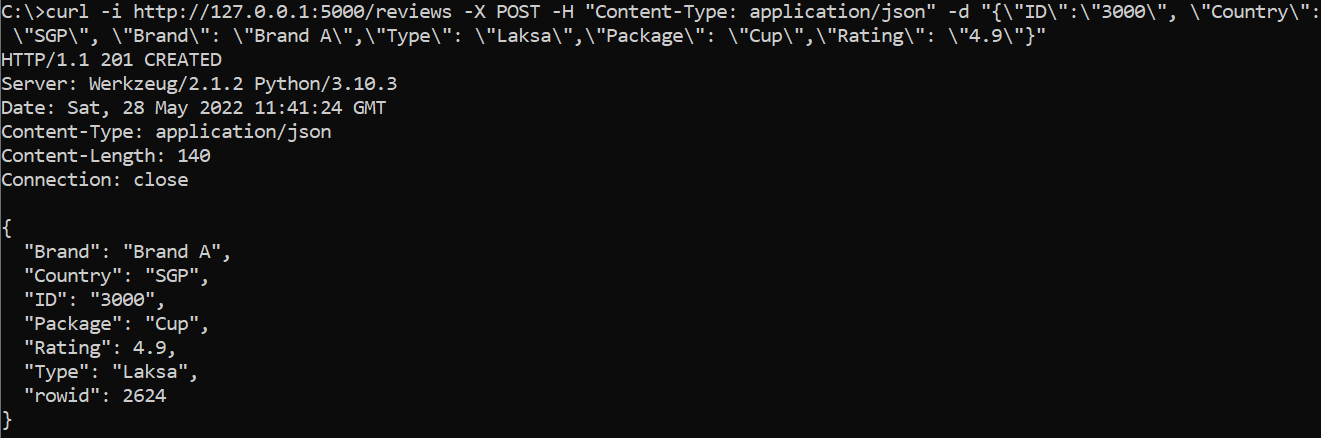 C:\>curl -i http://127.0.0.1:5000/reviews -X POST -H "Content-Type: application/json" -d "{\"ID\":\"3000\", \"Country\":
 \"SGP\", \"Brand\": \"Brand A\",\"Type\": \"Laksa\",\"Package\": \"Cup\",\"Rating\": \"4.9\"}"
HTTP/1.1 201 CREATED
Server: Werkzeug/2.1.2 Python/3.10.3
Date: Sat, 28 May 2022 11:41:24 GMT
Content-Type: application/json
Content-Length: 140
Connection: close

{
  "Brand": "Brand A",
  "Country": "SGP",
  "ID": "3000",
  "Package": "Cup",
  "Rating": 4.9,
  "Type": "Laksa",
  "rowid": 2624
}